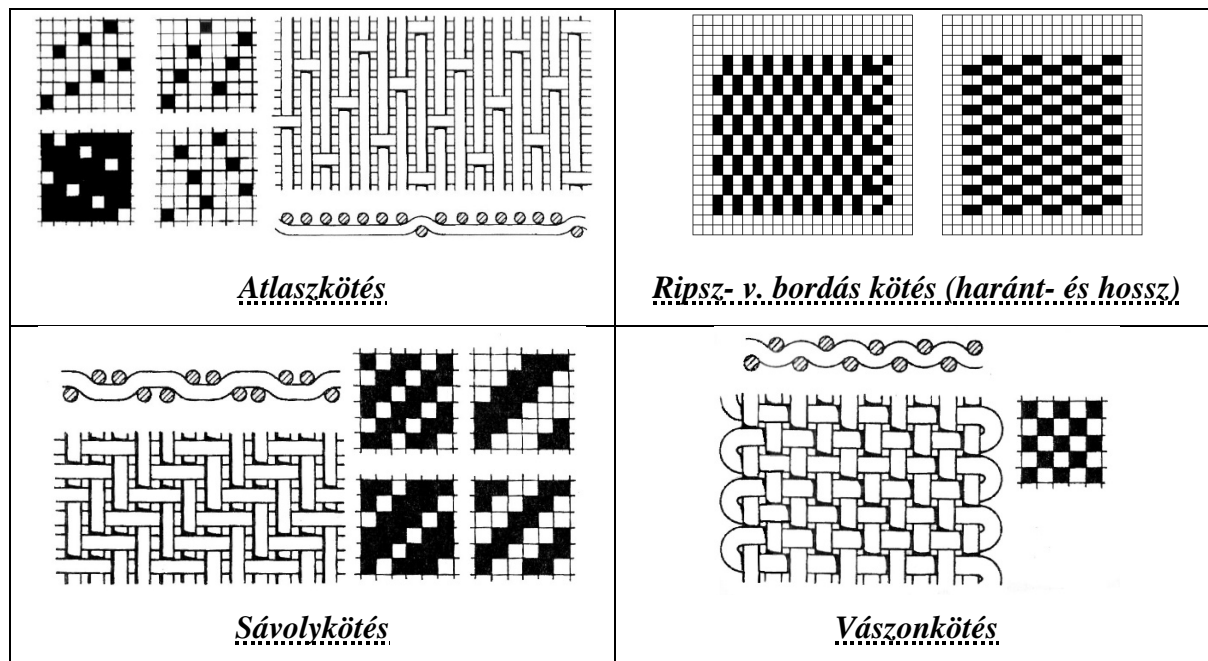 Atlaszkötés
Ripsz- v. bordás kötés (haránt- és hossz)
Sávolykötés
Vászonkötés